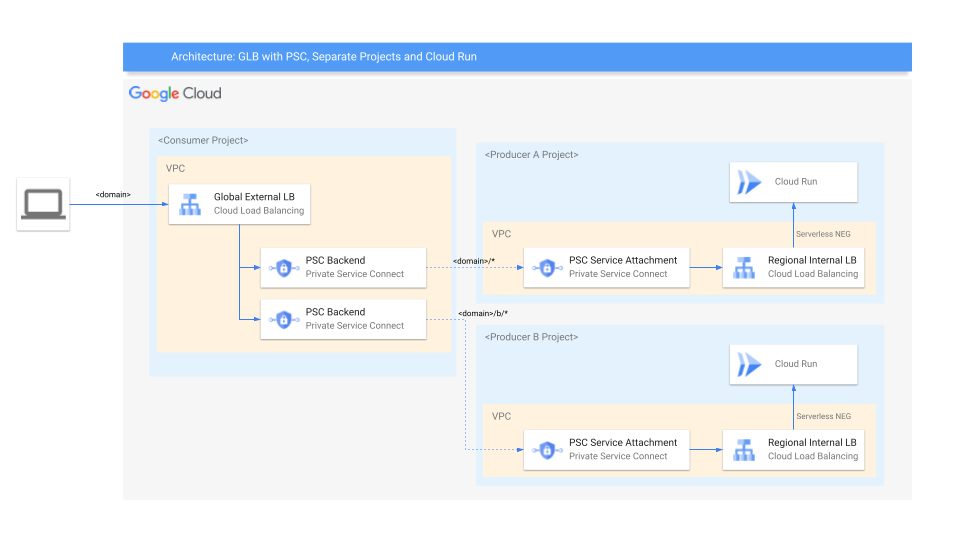 Architecture: GLB with PSC, Separate Projects and Cloud Run
Google Cloud
<Consumer Project>
VPC
<domain>
Global External LB
Cloud Load Balancing
PSC Backend
Private Service Connect
PSC Backend
Private Service Connect
<domain>/*
<domain>/b/*
<Producer A Project>
Cloud Run
VPC
Serverless NEG
PSC Service Attachment
Private Service Connect
Regional Internal LB
Cloud Load Balancing
<Producer B Project>
Cloud Run
VPC
Serverless NEG
PSC Service Attachment
Private Service Connect
Regional Internal LB
Cloud Load Balancing